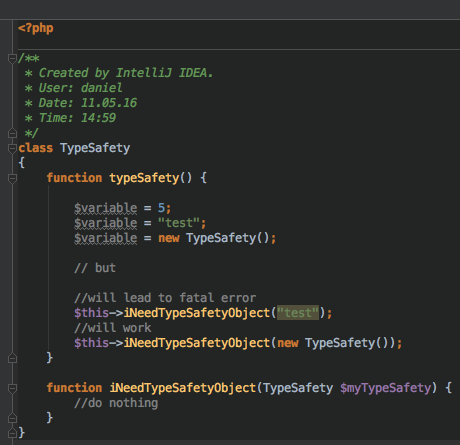 <?php
/**
 * Created by IntelliJ IDEA.
 * User: daniel
 * Date: 11.05.16
 * Time: 14:59
 */
class TypeSafety
{
    function typeSafety() {
        $variable = 5;
        $variable = "test";
        $variable = new TypeSafety();
        // but
        //will lead to fatal error
        $this->iNeedTypeSafetyObject("test");
        //will work
        $this->iNeedTypeSafetyObject(new TypeSafety());
    }
    function iNeedTypeSafetyObject(TypeSafety $myTypeSafety) {
        //do nothing
    }
}